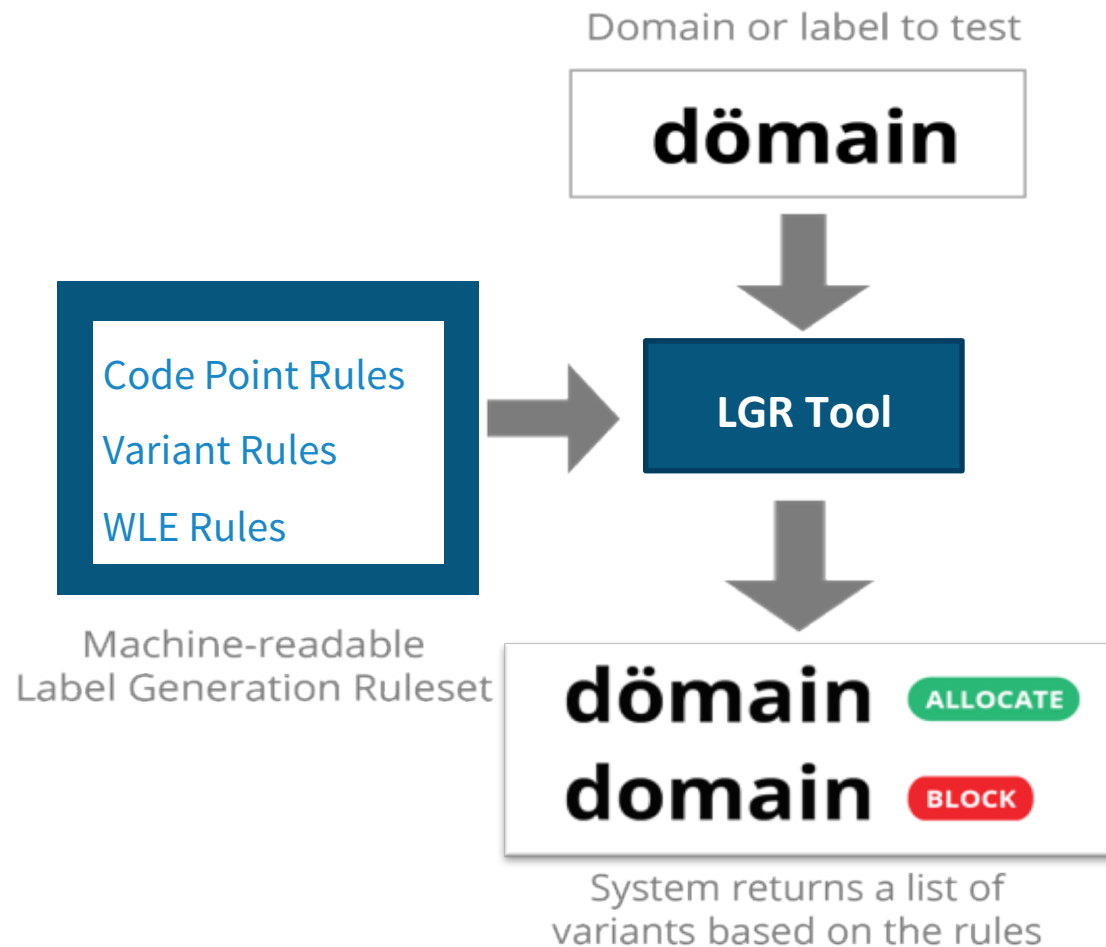 Domain or label to test
dömain
Code Point Rules
Variant Rules
WLE Rules
LGR Tool
Machine-readable
Label Generation Ruleset
dömain ALLOCATE
domain BLOCK
System returns a list of
variants based on the rules